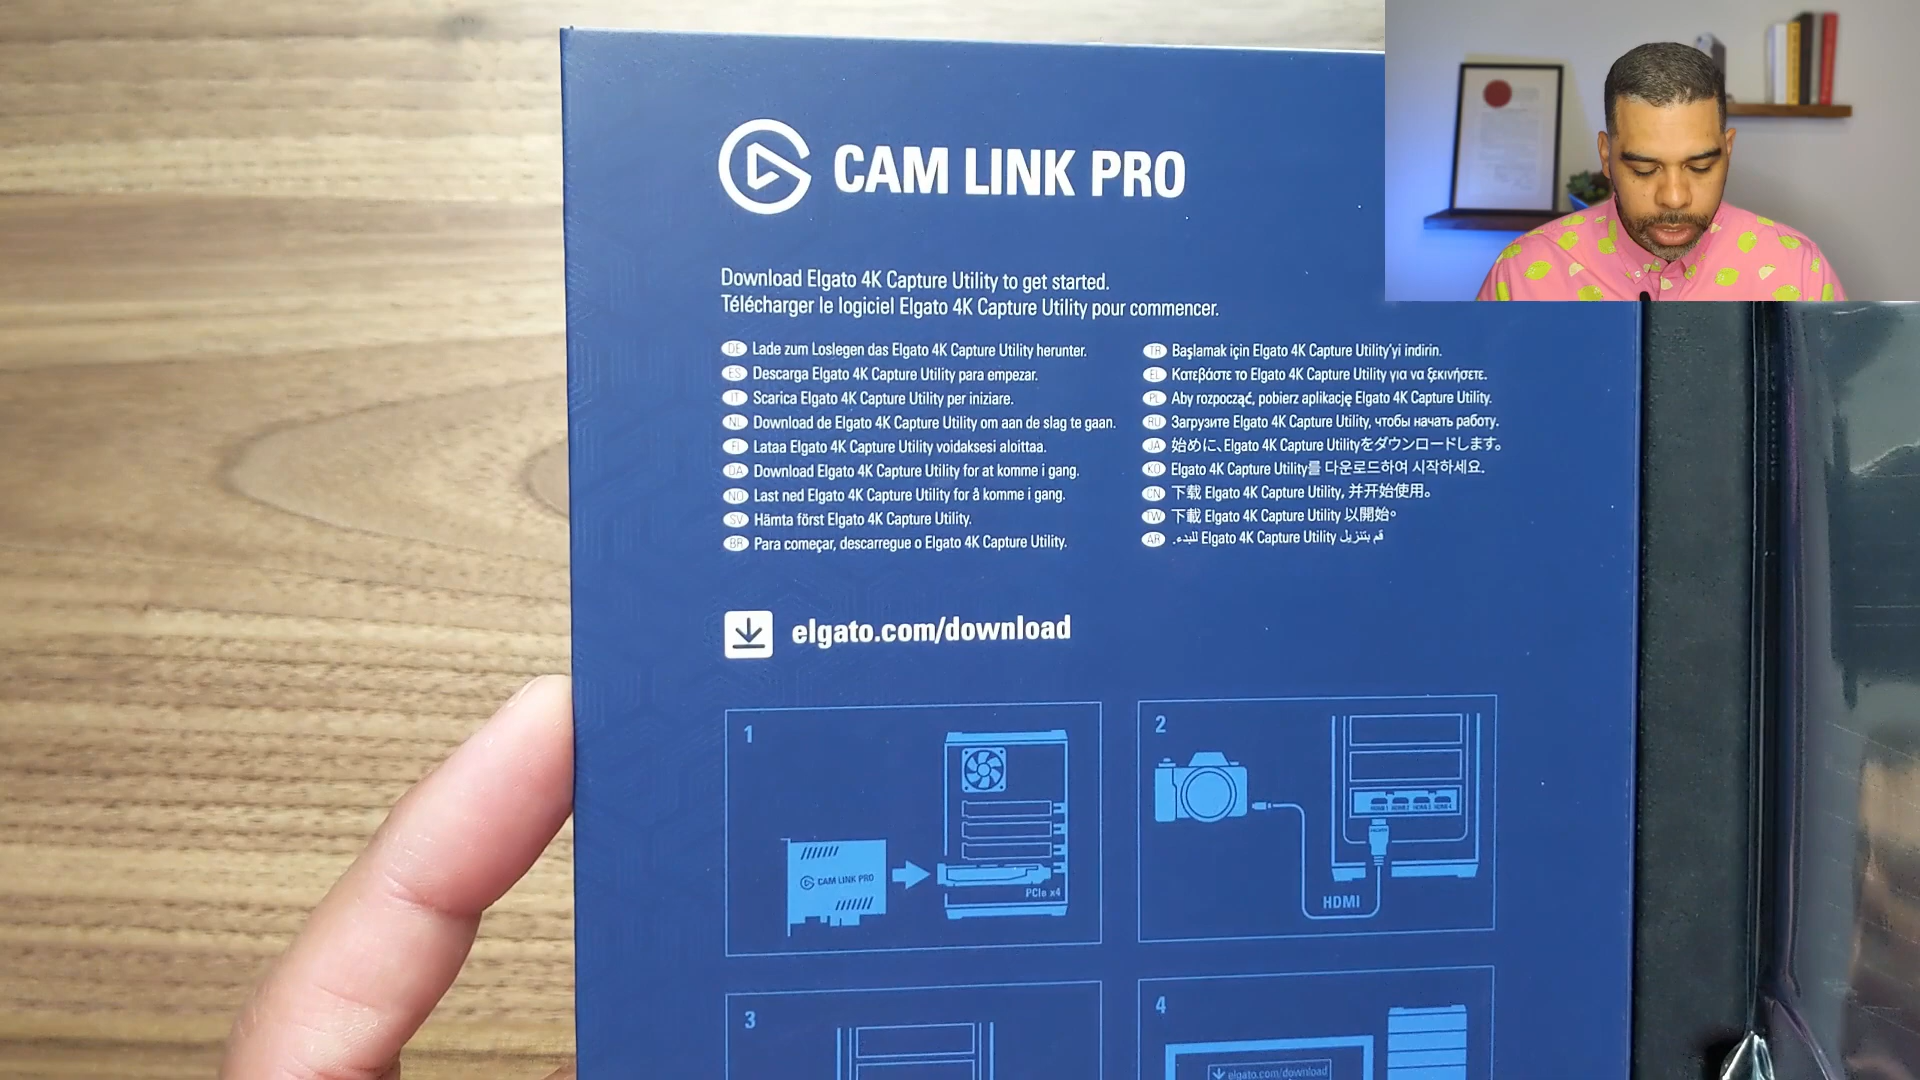 CAM LINK PRO
Download Elgato 4K Capture Utility to get started.
Télécharger le logiciel Elgato 4K Capture Utility pour commencer.
DE Lade zum Loslegen das Elgato 4K Capture Utility herunter.
ES Descarga Elgato 4K Capture Utility para empezar.
IT Scarica Elgato 4K Capture Utility per iniziare.
NL Download de Elgato 4K Capture Utility om aan de slag te gaan.
FI Lataa Elgato 4K Capture Utility voidaksesi aloittaa.
DA Download Elgato 4K Capture Utility for at komme i gang.
NO Last ned Elgato 4K Capture Utility for å komme i gang.
SV Hämta först Elgato 4K Capture Utility.
BR Para começar, descarregue o Elgato 4K Capture Utility.
TR Başlamak için Elgato 4K Capture Utility'yi indirin.
EL Κατεβάστε το Elgato 4K Capture Utility για να ξεκινήσετε.
PL Aby rozpocząć, pobierz aplikację Elgato 4K Capture Utility.
RU Загрузите Elgato 4K Capture Utility, чтобы начать работу.
JA 始めに、Elgato 4K Capture Utilityをダウンロードします。
KO Elgato 4K Capture Utility를 다운로드하여 시작하세요.
CN 下载 Elgato 4K Capture Utility, 并开始使用。
TW 下載 Elgato 4K Capture Utility 以開始。
AR قم بتنزيل Elgato 4K Capture Utility للبدء.
elgato.com/download
1
CAM LINK PRO
PCIe x4
2
HDMI 1 HDMI 2 HDMI 3 HDMI 4
HDMI
3
4
elgato.com/download